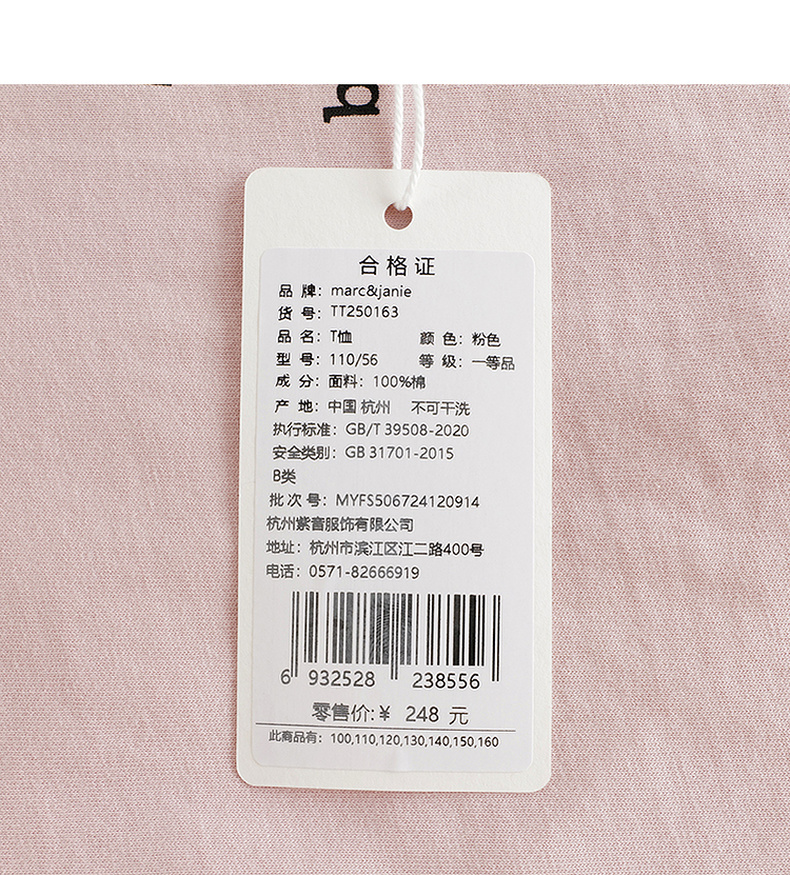 b
合格证
品 牌：marc&janie
货 号：TT250163
品 名：T恤 颜 色：粉色
型 号：110/56 等 级：一等品
成 分：面料：100%棉
产 地：中国 杭州 不可干洗
执行标准：GB/T 39508-2020
安全类别：GB 31701-2015
B类
批 次 号：MYFS506724120914
杭州紫奮服饰有限公司
地址：杭州市滨江区江二路400号
电话：0571-82666919
6 932528 238556
零售价:¥ 248 元
此商品有：100,110,120,130,140,150,160